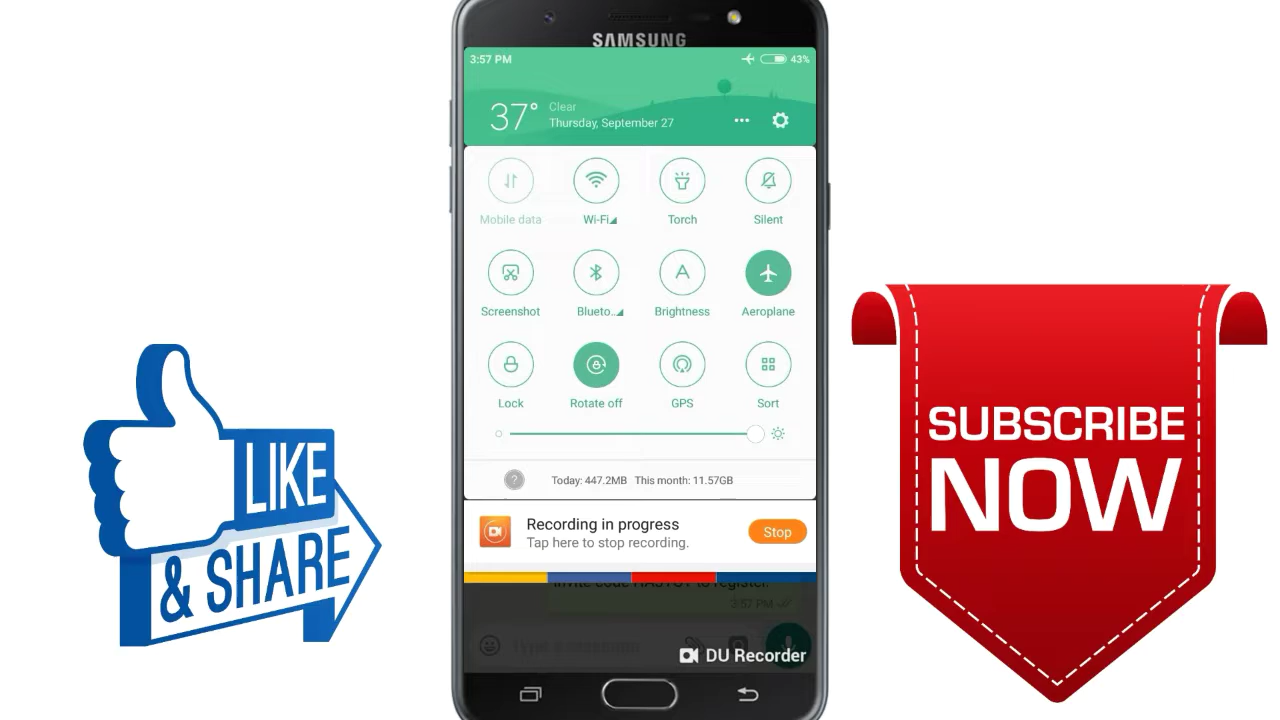 SAMSUNG
3:57 PM 43%
37° Clear
Thursday, September 27
Mobile data Wi-Fi Torch Silent
Screenshot Blueto.. Brightness Aeroplane
Lock Rotate off GPS Sort
? Today: 447.2MB This month: 11.57GB
Recording in progress
Tap here to stop recording.
Stop
to register.
2:57 PM
DU Recorder
LIKE
& SHARE
SUBSCRIBE
NOW